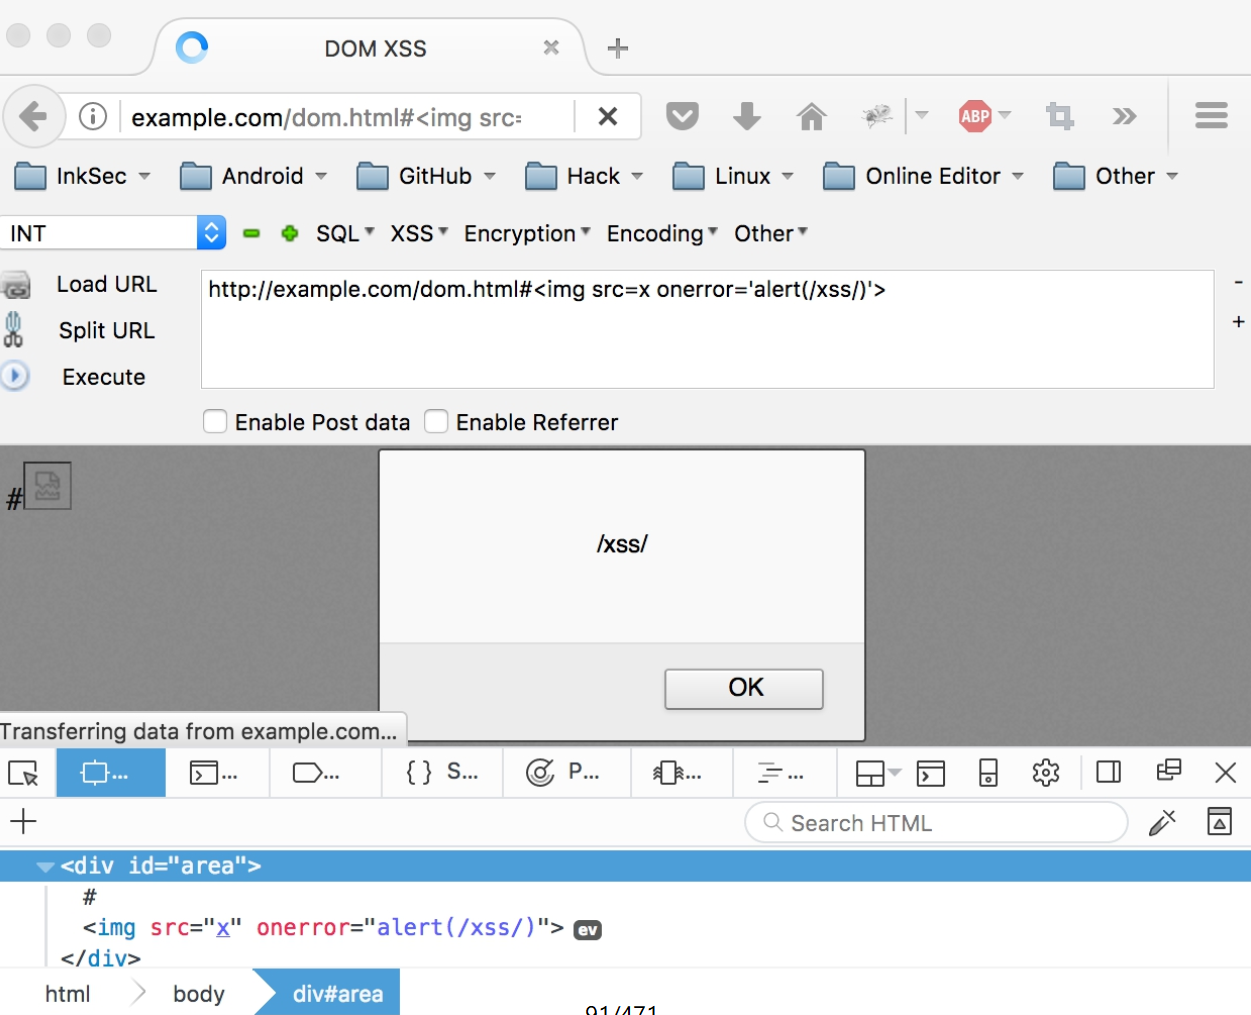 DOM XSS
example.com/dom.html#<img src=
ABP
InkSec Android GitHub Hack Linux Online Editor Other
INT SQL XSS Encryption Encoding Other
Load URL http://example.com/dom.html#<img src=x onerror='alert(/xss/)'> -
Split URL +
Execute
Enable Post data Enable Referrer
#
/xss/
OK
Transferring data from example.com...
... ... ... {} S... P... ... ...
Search HTML
<div id="area">
#
<img src="x" onerror="alert(/xss/)"> ev
</div>
html body div#area
91/471